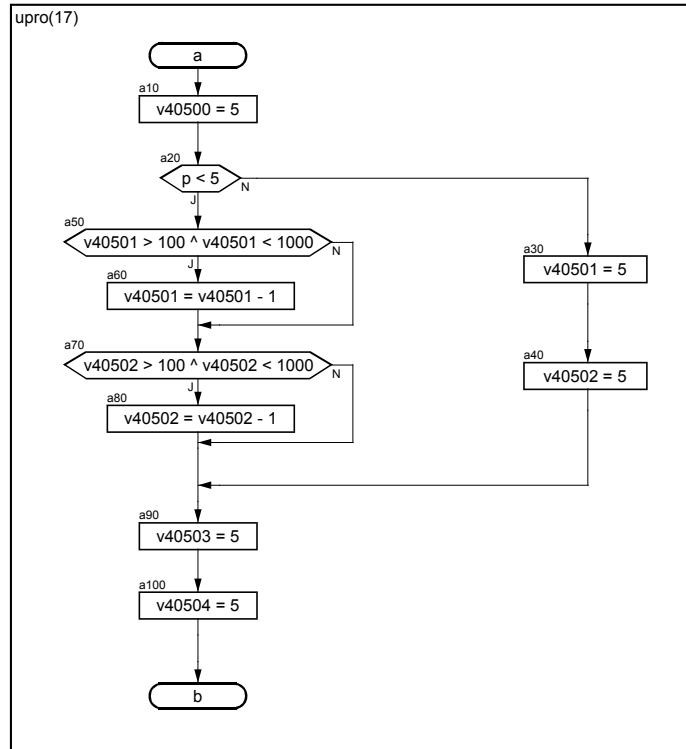 upro(17)
a
a10
v40500 = 5
a20
p < 5
N
J
a50
v40501 > 100 ^ v40501 < 1000
N
J
a30
v40501 = 5
a60
v40501 = v40501 - 1
a70
v40502 > 100 ^ v40502 < 1000
N
J
a40
v40502 = 5
a80
v40502 = v40502 - 1
a90
v40503 = 5
a100
v40504 = 5
b